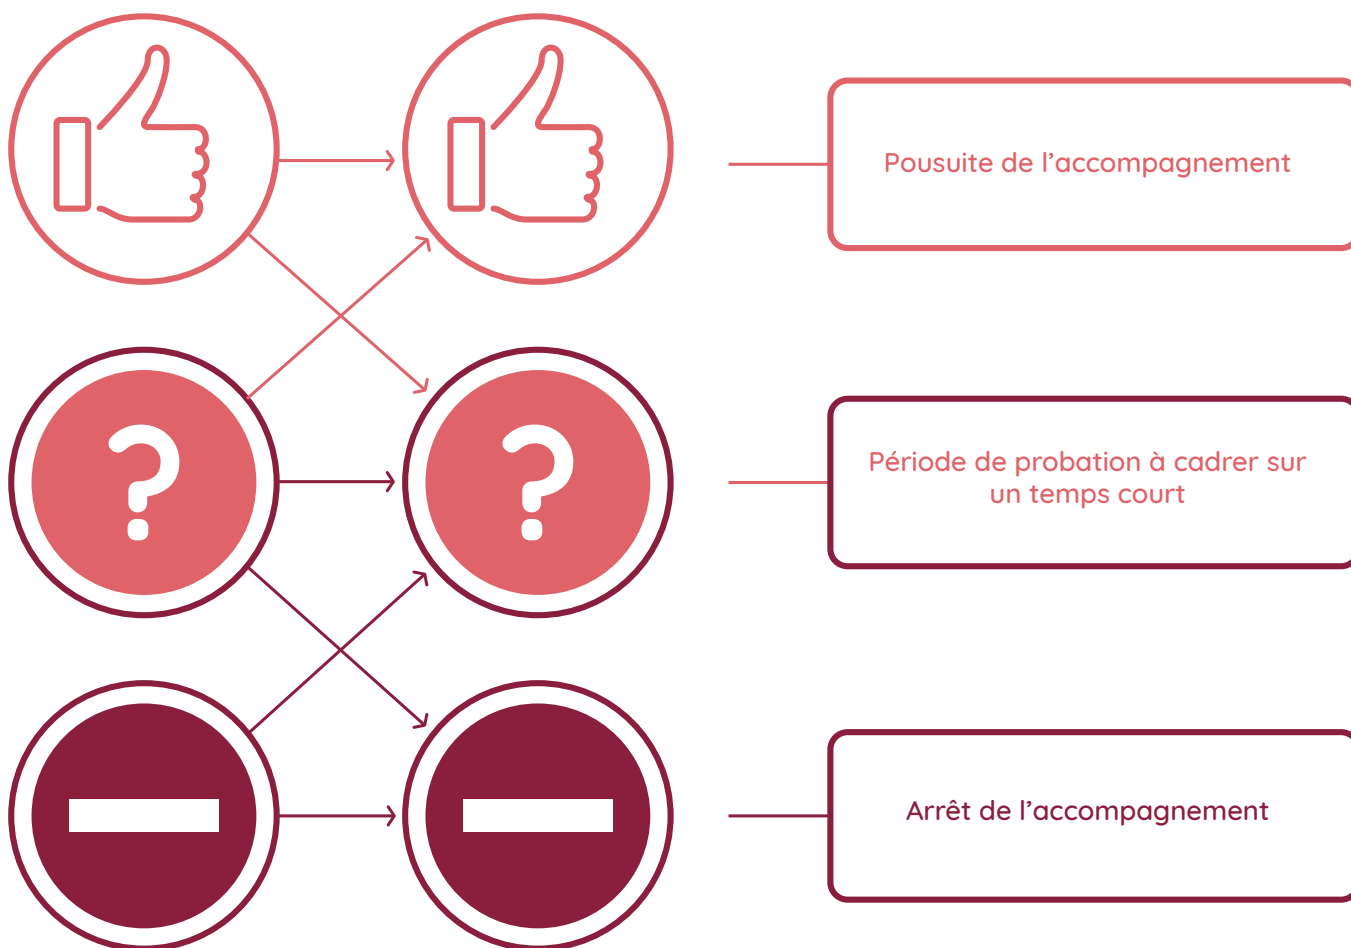 Pousuite de l’accompagnement
Période de probation à cadrer sur
un temps court
Arrêt de l’accompagnement